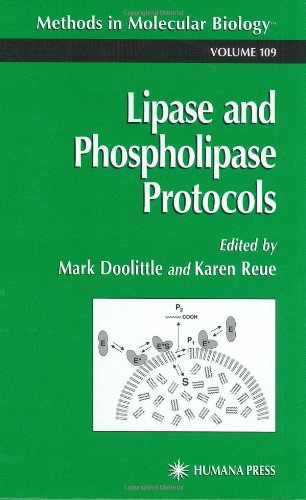 Methods in Molecular Biology™
VOLUME 109
Lipase and
Phospholipase
Protocols
Edited by
Mark Doolittle and Karen Reue
P₂
COOH
E
E*
E*S
P₁
E*
E
S
HUMANA PRESS